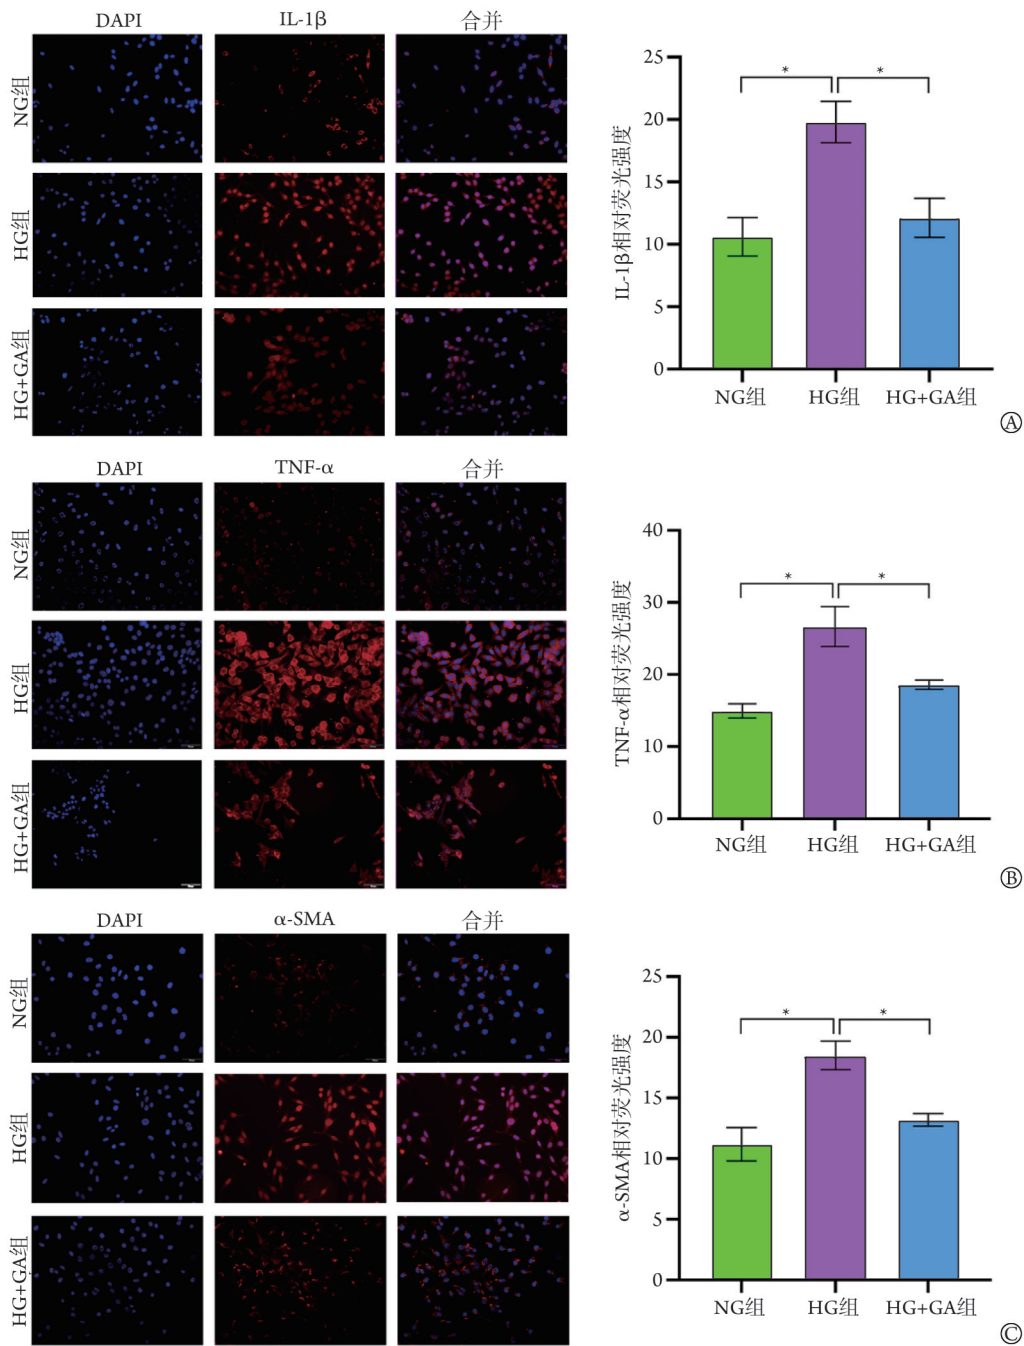 DAPI IL-1β 合并
NG组
HG组
HG+GA组
IL-1β相对荧光强度
25
20
15
10
5
0
* *
NG组 HG组 HG+GA组
Ⓐ
DAPI TNF-α 合并
NG组
HG组
HG+GA组
TNF-α相对荧光强度
40
30
20
10
0
* *
NG组 HG组 HG+GA组
Ⓑ
DAPI α-SMA 合并
NG组
HG组
HG+GA组
α-SMA相对荧光强度
25
20
15
10
5
0
* *
NG组 HG组 HG+GA组
Ⓒ